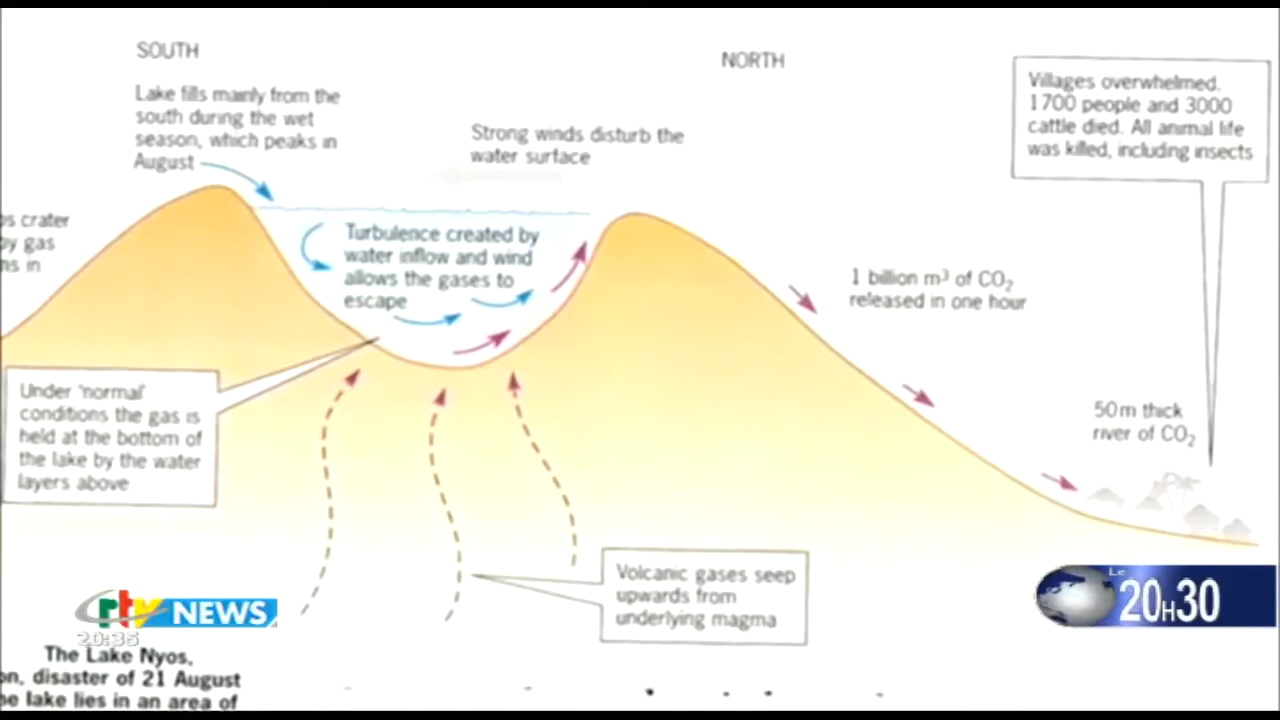 SOUTH
NORTH
Lake fills mainly from the
south during the wet
season, which peaks in
August
Strong winds disturb the
water surface
Villages overwhelmed.
1700 people and 3000
cattle died. All animal life
was killed, including insects
crater
gas
in
Turbulence created by
water inflow and wind
allows the gases to
escape
1 billion m³ of CO₂
released in one hour
50m thick
river of CO₂
Under 'normal'
conditions the gas is
held at the bottom of
the lake by the water
layers above
Volcanic gases seep
upwards from
underlying magma
rtv NEWS
20:35
Le
20H30
The Lake Nyos,
on, disaster of 21 August
he lake lies in an area of